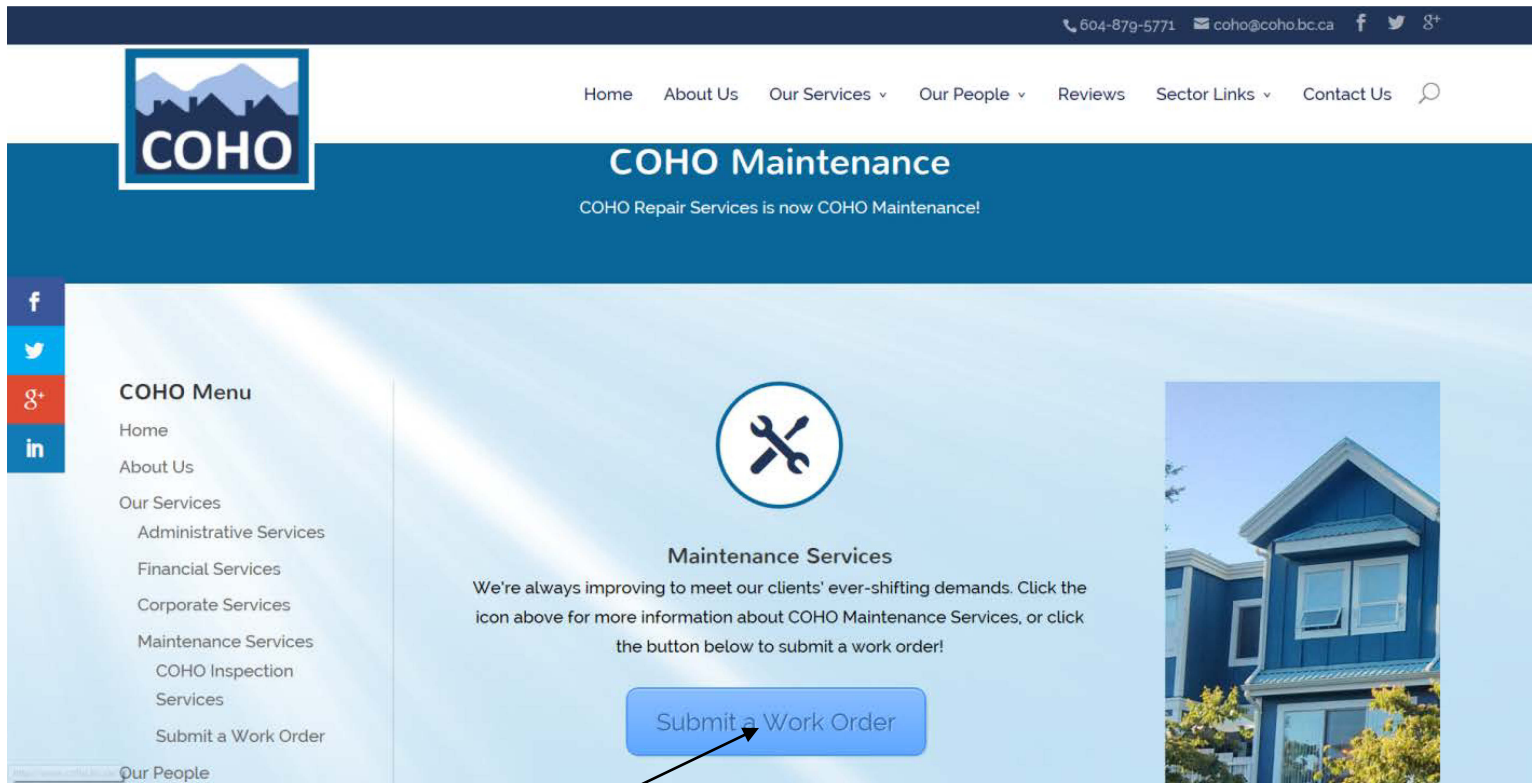 604-879-5771 coho@coho.bc.ca f 8+
COHO
Home About Us Our Services Our People Reviews Sector Links Contact Us
COHO Maintenance
COHO Repair Services is now COHO Maintenance!
f
8+
in
COHO Menu
Home
About Us
Our Services
Administrative Services
Financial Services
Corporate Services
Maintenance Services
COHO Inspection
Services
Submit a Work Order
Our People
Maintenance Services
We're always improving to meet our clients' ever-shifting demands. Click the
icon above for more information about COHO Maintenance Services, or click
the button below to submit a work order!
Submit a Work Order